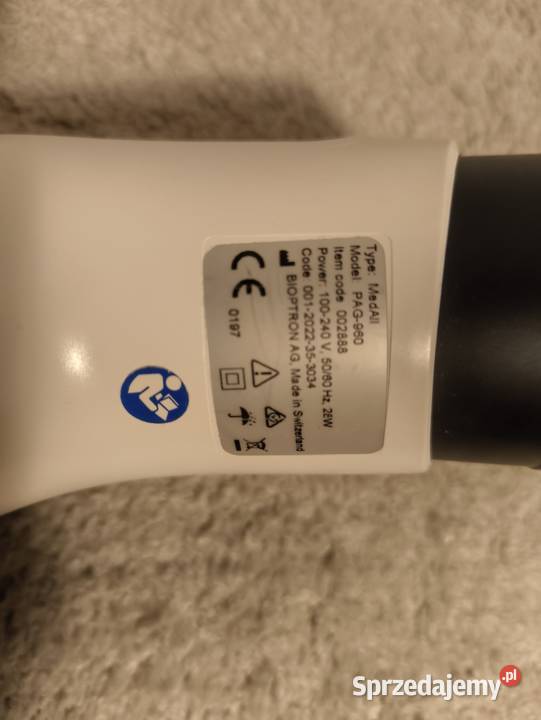 Type: MedAll
Model: PAG-960
Item code 002888
Power: 100-240 V, 50/60 Hz, 28W
Code: 001-2022-35-3034
BIOPTRON AG, Made in Switzerland
CE 0197
Sprzedajemy.pl